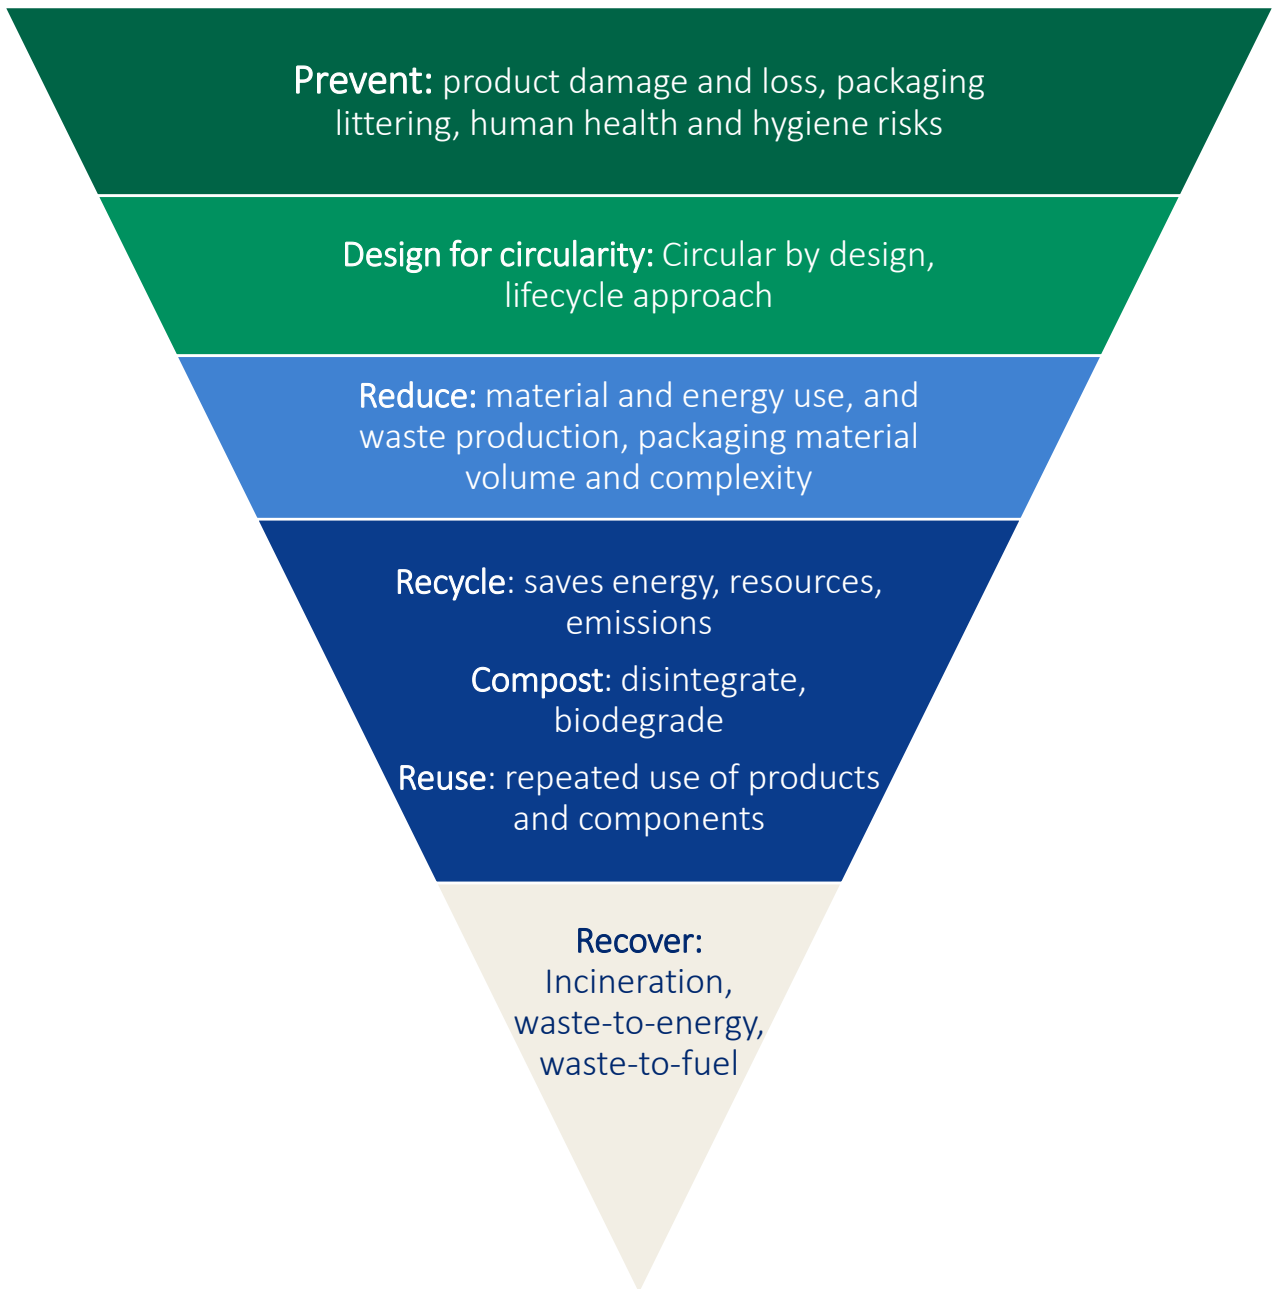 Prevent: product damage and loss, packaging
littering, human health and hygiene risks
Design for circularity: Circular by design,
lifecycle approach
Reduce: material and energy use, and
waste production, packaging material
volume and complexity
Recycle: saves energy, resources,
emissions
Compost: disintegrate,
biodegrade
Reuse: repeated use of products
and components
Recover:
Incineration,
waste-to-energy,
waste-to-fuel